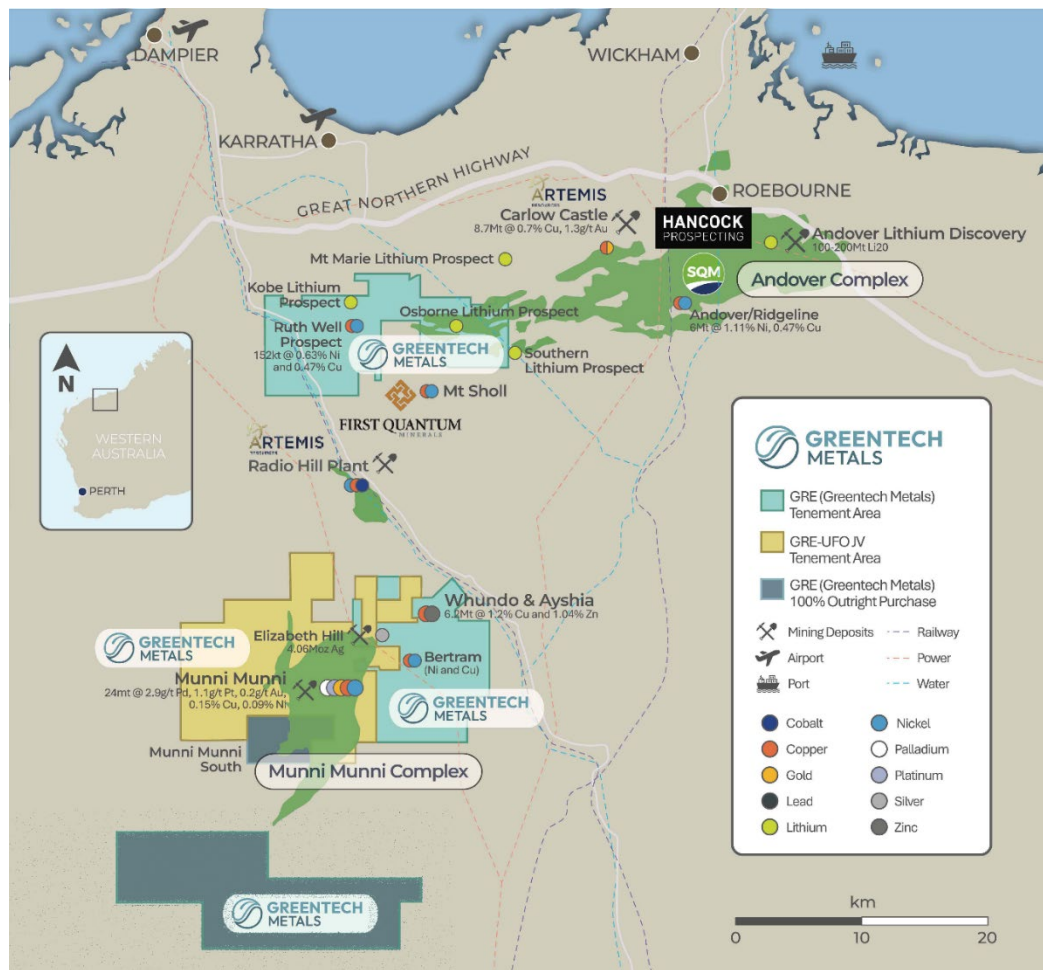 DAMPIER
WICKHAM
KARRATHA
GREAT NORTHERN HIGHWAY
ROEBOURNE
ARTEMIS
RESOURCES
Carlow Castle
8.7Mt @ 0.7% Cu, 1.3g/t Au
HANCOCK
PROSPECTING
Andover Lithium Discovery
100-200Mt Li20
SQM
Andover Complex
Mt Marie Lithium Prospect
Kobe Lithium
Prospect
Osborne Lithium Prospect
Andover/Ridgeline
6Mt @ 1.11% Ni, 0.47% Cu
Ruth Well
Prospect
152kt @ 0.63% Ni
and 0.47% Cu
GREENTECH
METALS
Southern
Lithium Prospect
Mt Sholl
FIRST QUANTUM
MINERALS
N
WESTERN
AUSTRALIA
PERTH
ARTEMIS
RESOURCES
Radio Hill Plant
Whundo & Ayshia
6.2Mt @ 1.2% Cu and 1.04% Zn
Elizabeth Hill
4.06Moz Ag
GREENTECH
METALS
Bertram
(Ni and Cu)
Munni Munni
24mt @ 2.9g/t Pd, 1.1g/t Pt, 0.2g/t Au,
0.15% Cu, 0.09% Ni
GREENTECH
METALS
Munni Munni
South
Munni Munni Complex
GREENTECH
METALS
GREENTECH
METALS
GRE (Greentech Metals)
Tenement Area
GRE-UFO JV
Tenement Area
GRE (Greentech Metals)
100% Outright Purchase
Mining Deposits
Railway
Airport
Power
Port
Water
Cobalt
Nickel
Copper
Palladium
Gold
Platinum
Lead
Silver
Lithium
Zinc
km
0 10 20